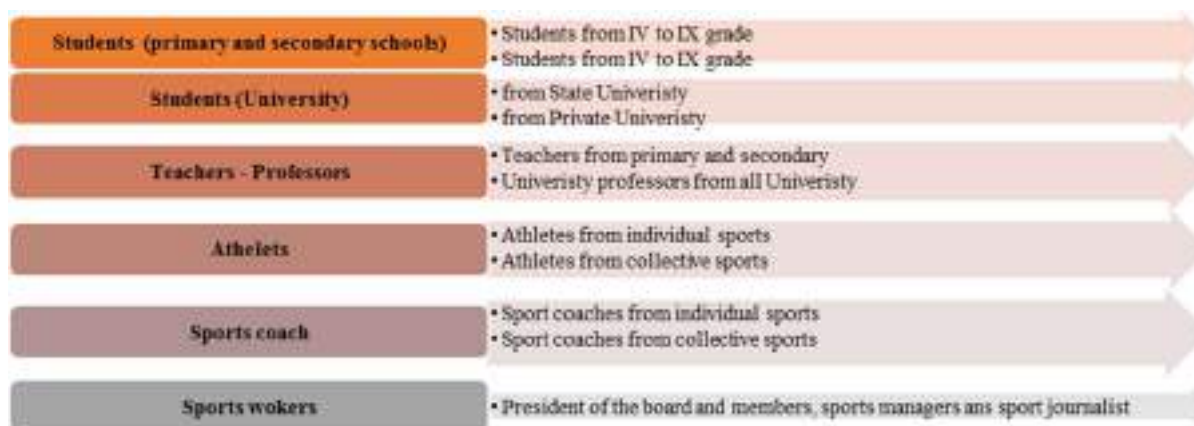 Students (primary and secondary schools)
• Students from IV to IX grade
• Students from IV to IX grade
Students (University)
• from State Univeristy
• from Private Univeristy
Teachers - Professors
• Teachers from primary and secondary
• Univeristy professors from all Univeristy
Athelets
• Athletes from individual sports
• Athletes from collective sports
Sports coach
• Sport coaches from individual sports
• Sport coaches from collective sports
Sports wokers
• President of the board and members, sports managers ans sport journalist